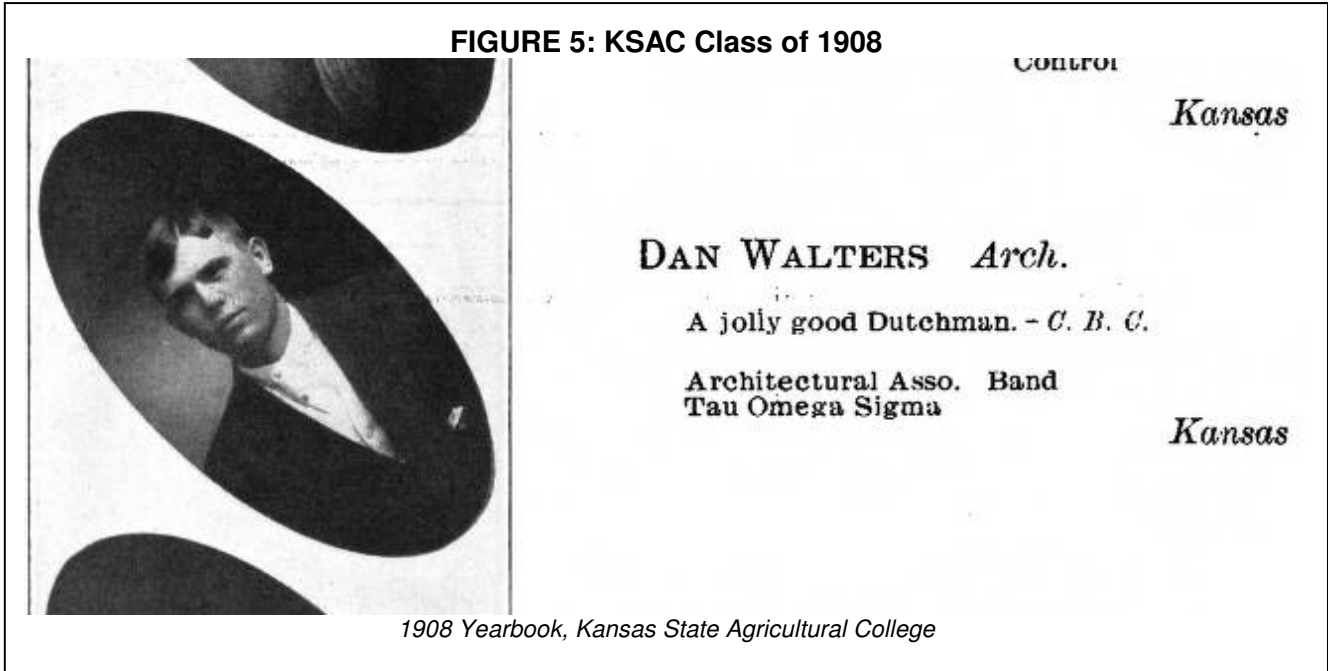 FIGURE 5: KSAC Class of 1908
Control
Kansas
DAN WALTERS Arch.
A jolly good Dutchman. - C. B. C.
Architectural Asso. Band
Tau Omega Sigma
Kansas
1908 Yearbook, Kansas State Agricultural College